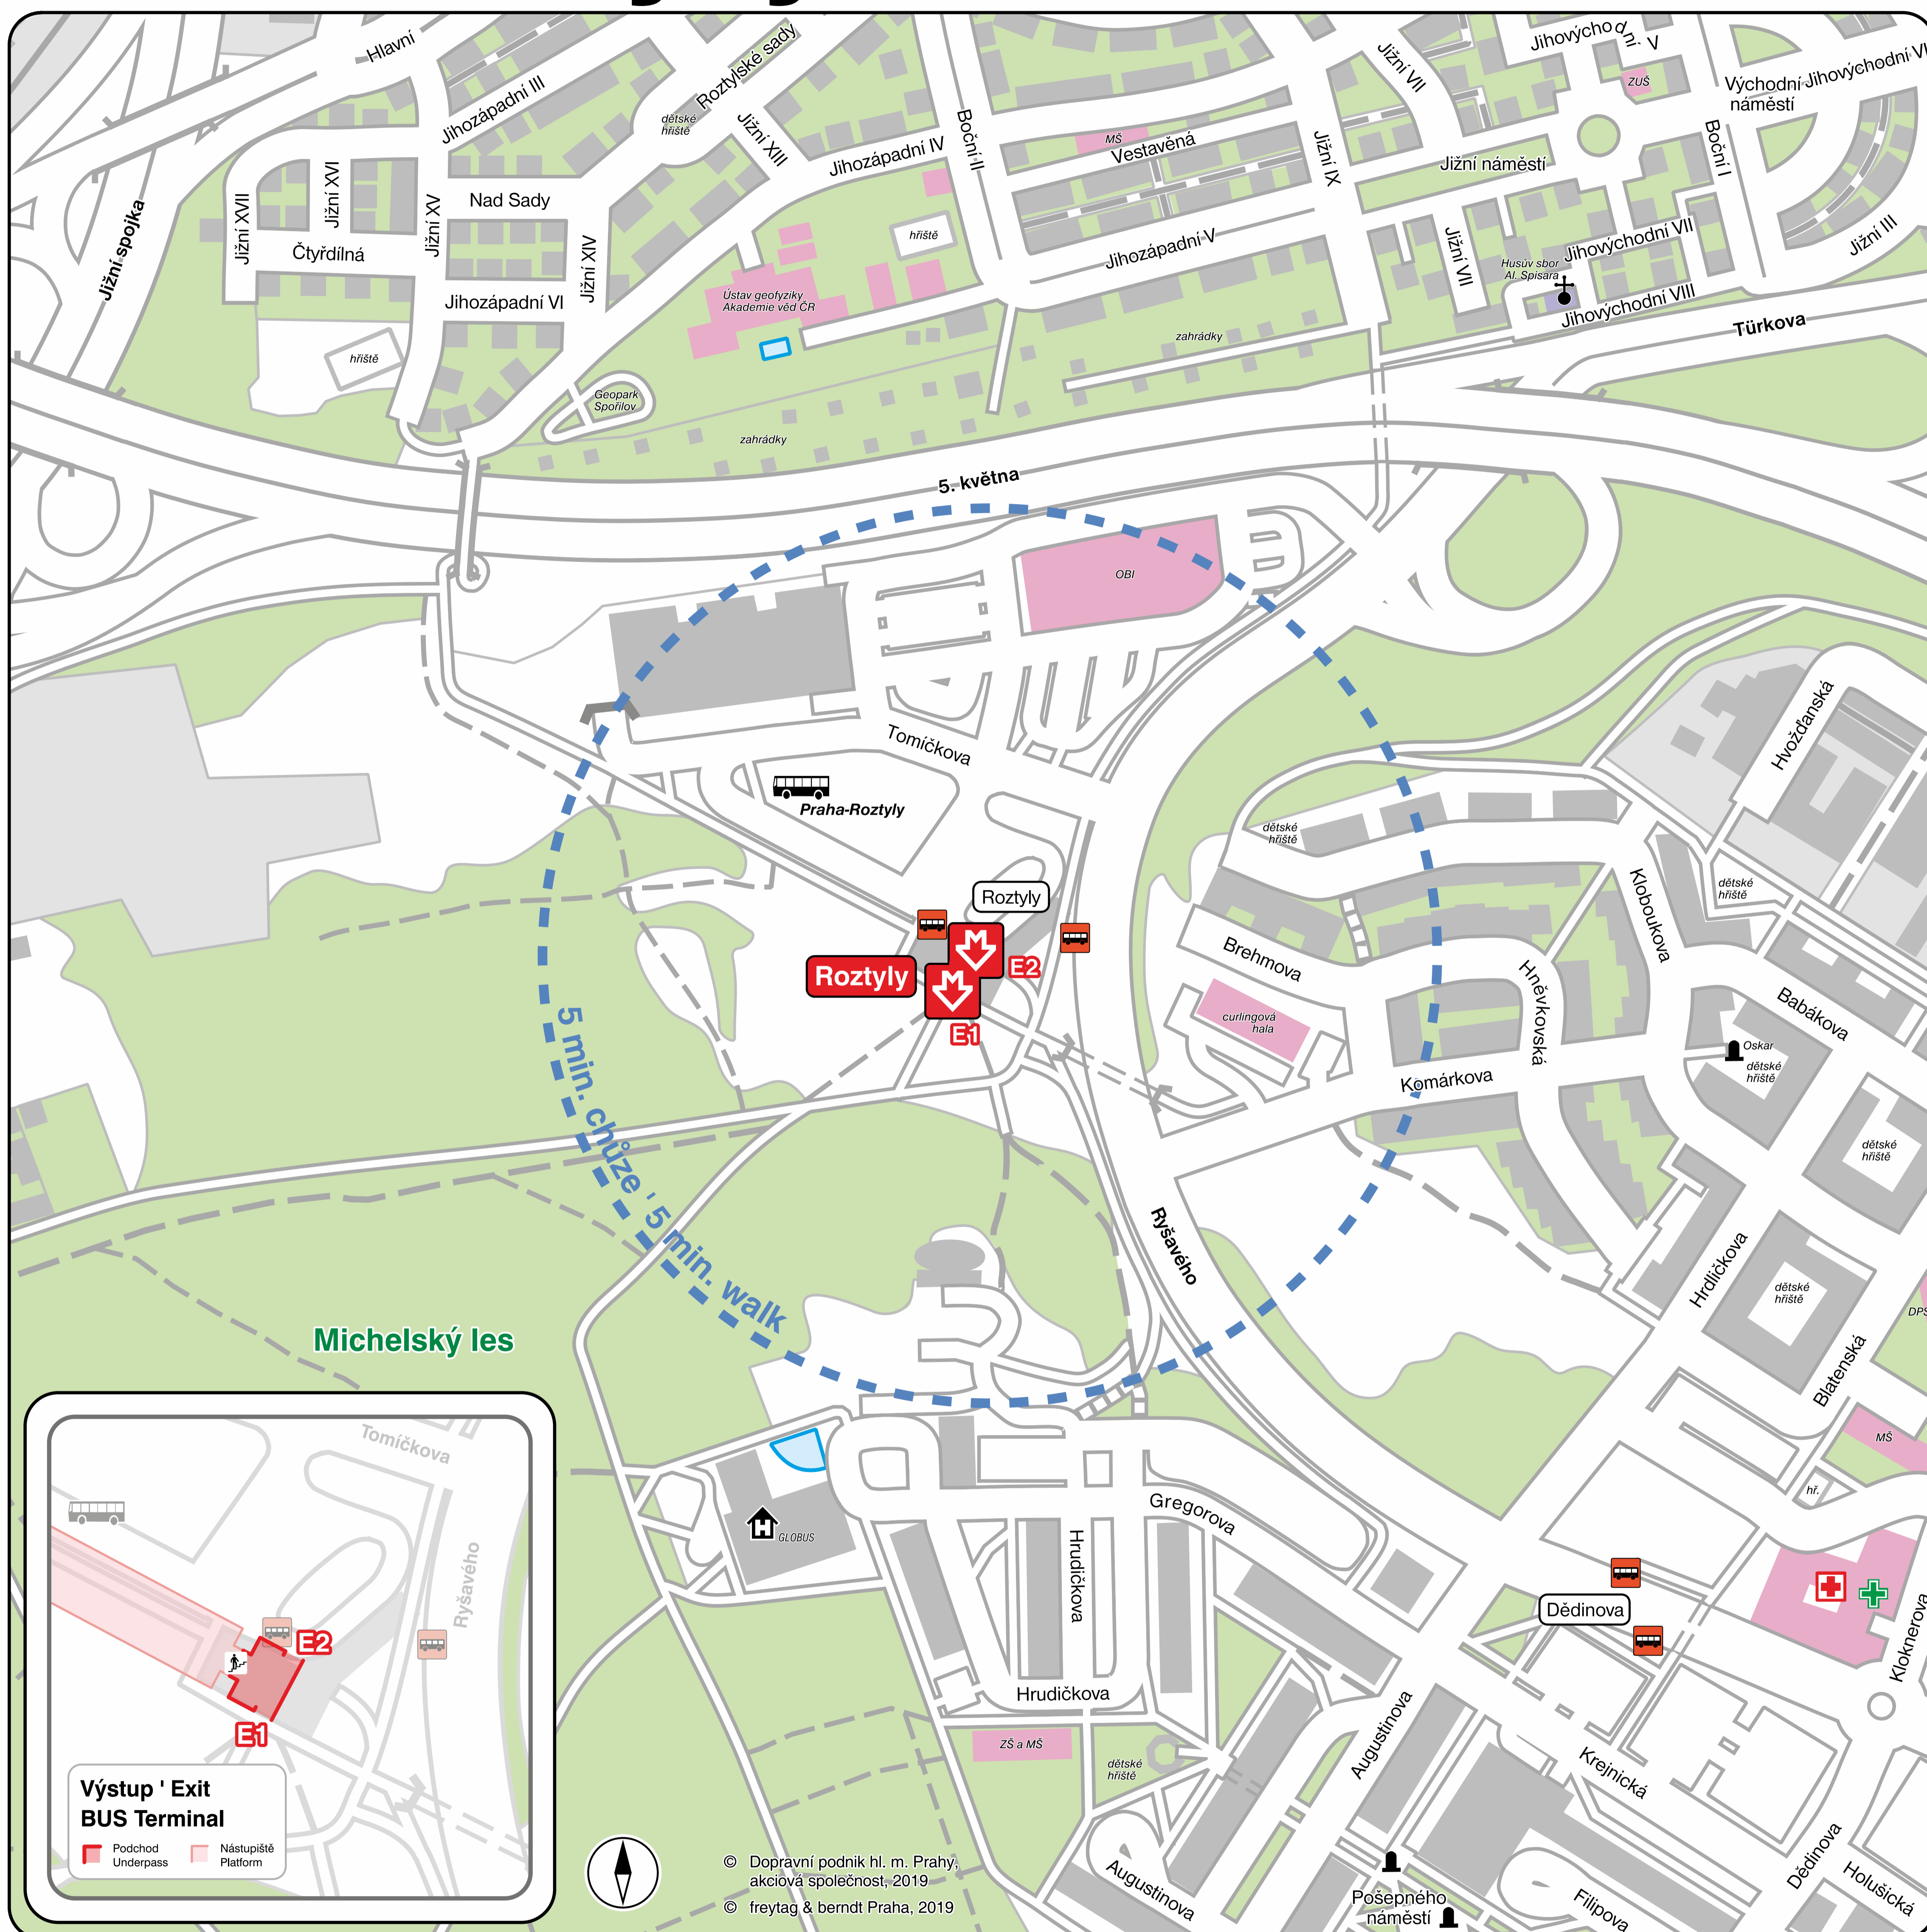 Hlavní
Jihozápadní III
Roztylské sady
dětské
hřiště
Jižní XIII
Jihozápadní IV
Boční II
MŠ
Vestavěná
Jižní IX
Jižní VII
Jihovýchodní V
ZUŠ
Východní
náměstí
Jihovýchodní VI
Boční I
Jižní náměstí
Jižní spojka
Jižní XVII
Jižní XVI
Jižní XV
Nad Sady
Čtyřdílná
Jižní XIV
Jihozápadní VI
hřiště
hřiště
Ústav geofyziky
Akademie věd ČR
Jihozápadní V
Jižní VII
Husův sbor
Al. Spisara
Jihovýchodní VII
Jihovýchodní VIII
Jižní III
Türkova
zahrádky
Geopark
Spořilov
zahrádky
5. května
OBI
Tomíčkova
Praha-Roztyly
Hvožďanská
dětské
hřiště
Roztyly
Roztyly
E2
E1
Brehmova
Kloboukova
dětské
hřiště
curlingová
hala
Hněvkovská
Babákova
Oskar
dětské
hřiště
Komárkova
dětské
hřiště
5 min. chůze ' 5 min. walk
Ryšavého
Hrdličkova
dětské
hřiště
DPS
Michelský les
Blatenská
MŠ
hř.
Gregorova
GLOBUS
Hrudičkova
Dědinova
Kloknerova
Hrudičkova
ZŠ a MŠ
dětské
hřiště
Augustinova
Krejnická
Augustinova
Pošepného
náměstí
Filipova
Dědinova
Holušická
Tomíčkova
Ryšavého
E2
E1
Výstup ' Exit
BUS Terminal
Podchod
Underpass
Nástupiště
Platform
© Dopravní podnik hl. m. Prahy,
akciová společnost, 2019
© freytag & berndt Praha, 2019